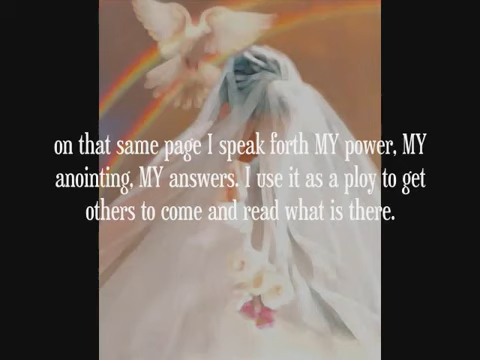 on that same page I speak forth MY power, MY
anointing, MY answers. I use it as a ploy to get
others to come and read what is there.